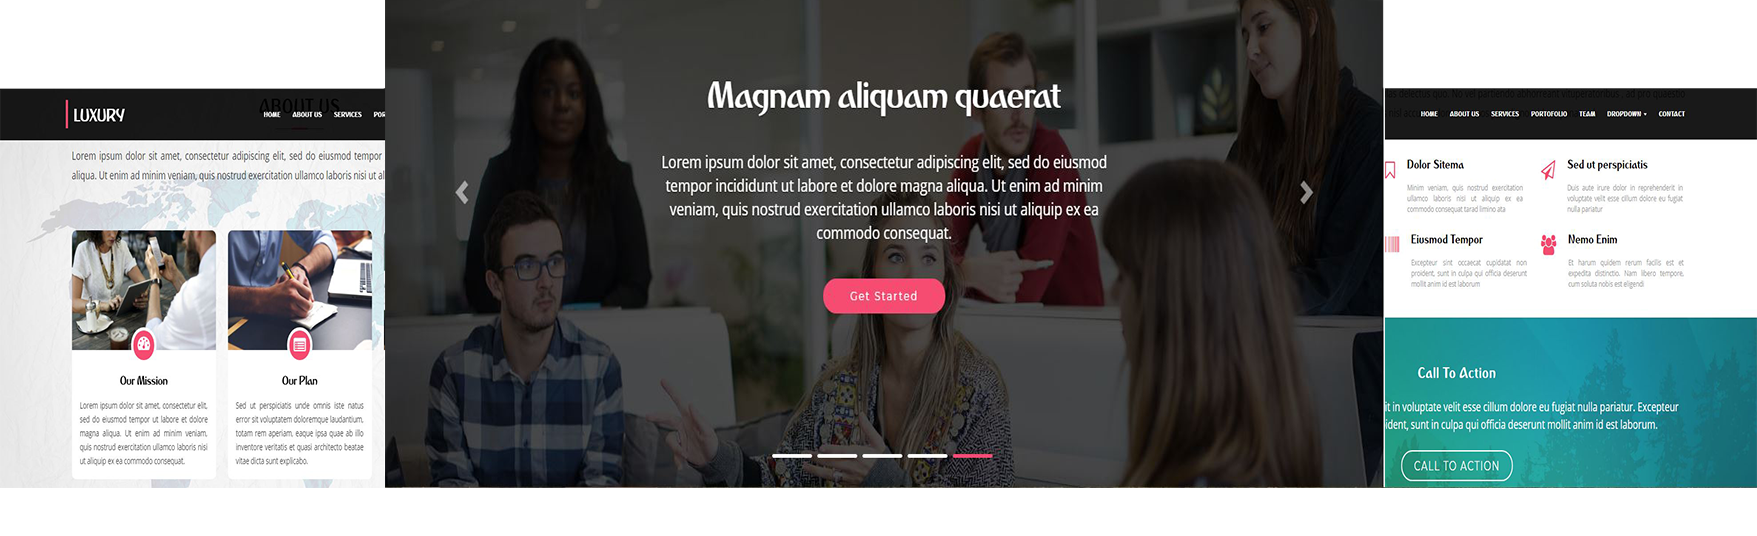 LUXURY
ABOUT US
HOME ABOUT US SERVICES POR
Lorem ipsum dolor sit amet, consectetur adipiscing elit, sed do eiusmod tempor
aliqua. Ut enim ad minim veniam, quis nostrud exercitation ullamco laboris nisi ut al
Our Mission
Lorem ipsum dolor sit amet, consectetur elit,
sed do eiusmod tempor ut labore et dolore
magna aliqua. Ut enim ad minim veniam,
quis nostrud exercitation ullamco laboris nisi
ut aliquip ex ea commodo consequat.
Our Plan
Sed ut perspiciatis unde omnis iste natus
error sit voluptatem doloremque laudantium,
totam rem aperiam, eaque ipsa quae ab illo
inventore veritatis et quasi architecto beatae
vitae dicta sunt explicabo.
Magnam aliquam quaerat
Lorem ipsum dolor sit amet, consectetur adipiscing elit, sed do eiusmod
tempor incididunt ut labore et dolore magna aliqua. Ut enim ad minim
veniam, quis nostrud exercitation ullamco laboris nisi ut aliquip ex ea
commodo consequat.
Get Started
HOME ABOUT US SERVICES PORTOFOLIO TEAM DROPDOWN CONTACT
Dolor Sitema
Minim veniam, quis nostrud exercitation
ullamco laboris nisi ut aliquip ex ea
commodo consequat tarad limino ata
Sed ut perspiciatis
Duis aute irure dolor in reprehenderit in
voluptate velit esse cillum dolore eu fugiat
nulla pariatur
Eiusmod Tempor
Excepteur sint occaecat cupidatat non
proident, sunt in culpa qui officia deserunt
mollit anim id est laborum
Nemo Enim
Et harum quidem rerum facilis est et
expedita distinctio. Nam libero tempore,
cum soluta nobis est eligendi
Call To Action
it in voluptate velit esse cillum dolore eu fugiat nulla pariatur. Excepteur
ident, sunt in culpa qui officia deserunt mollit anim id est laborum.
CALL TO ACTION